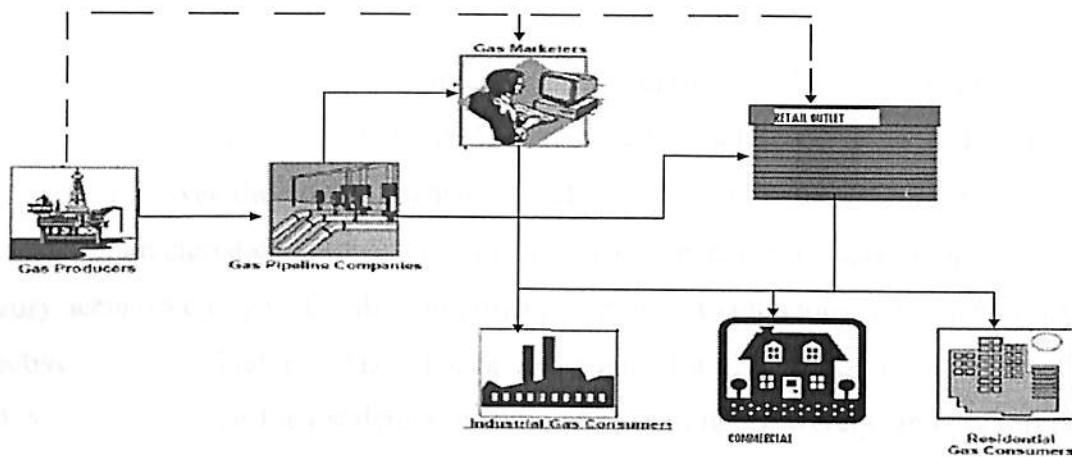 Gas Marketers
RETAIL OUTLET
Gas Producers
Gas Pipeline Companies
Industrial Gas Consumers
COMMERCIAL
Residential
Gas Consumers